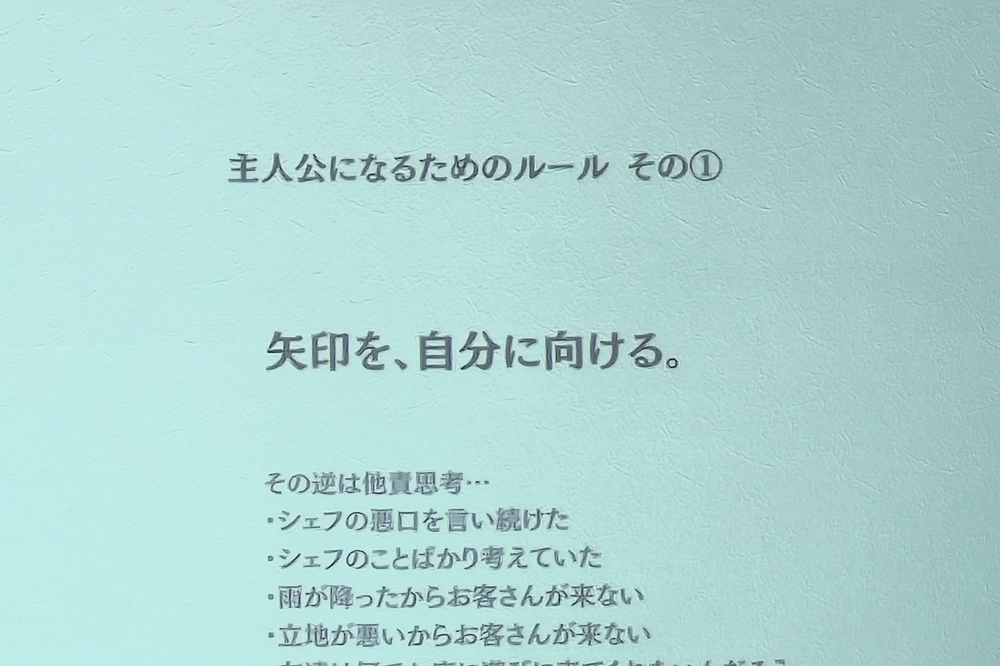 主人公になるためのルール その①
矢印を、自分に向ける。
その逆は他責思考…
・シェフの悪口を言い続けた
・シェフのことばかり考えていた
・雨が降ったからお客さんが来ない
・立地が悪いからお客さんが来ない